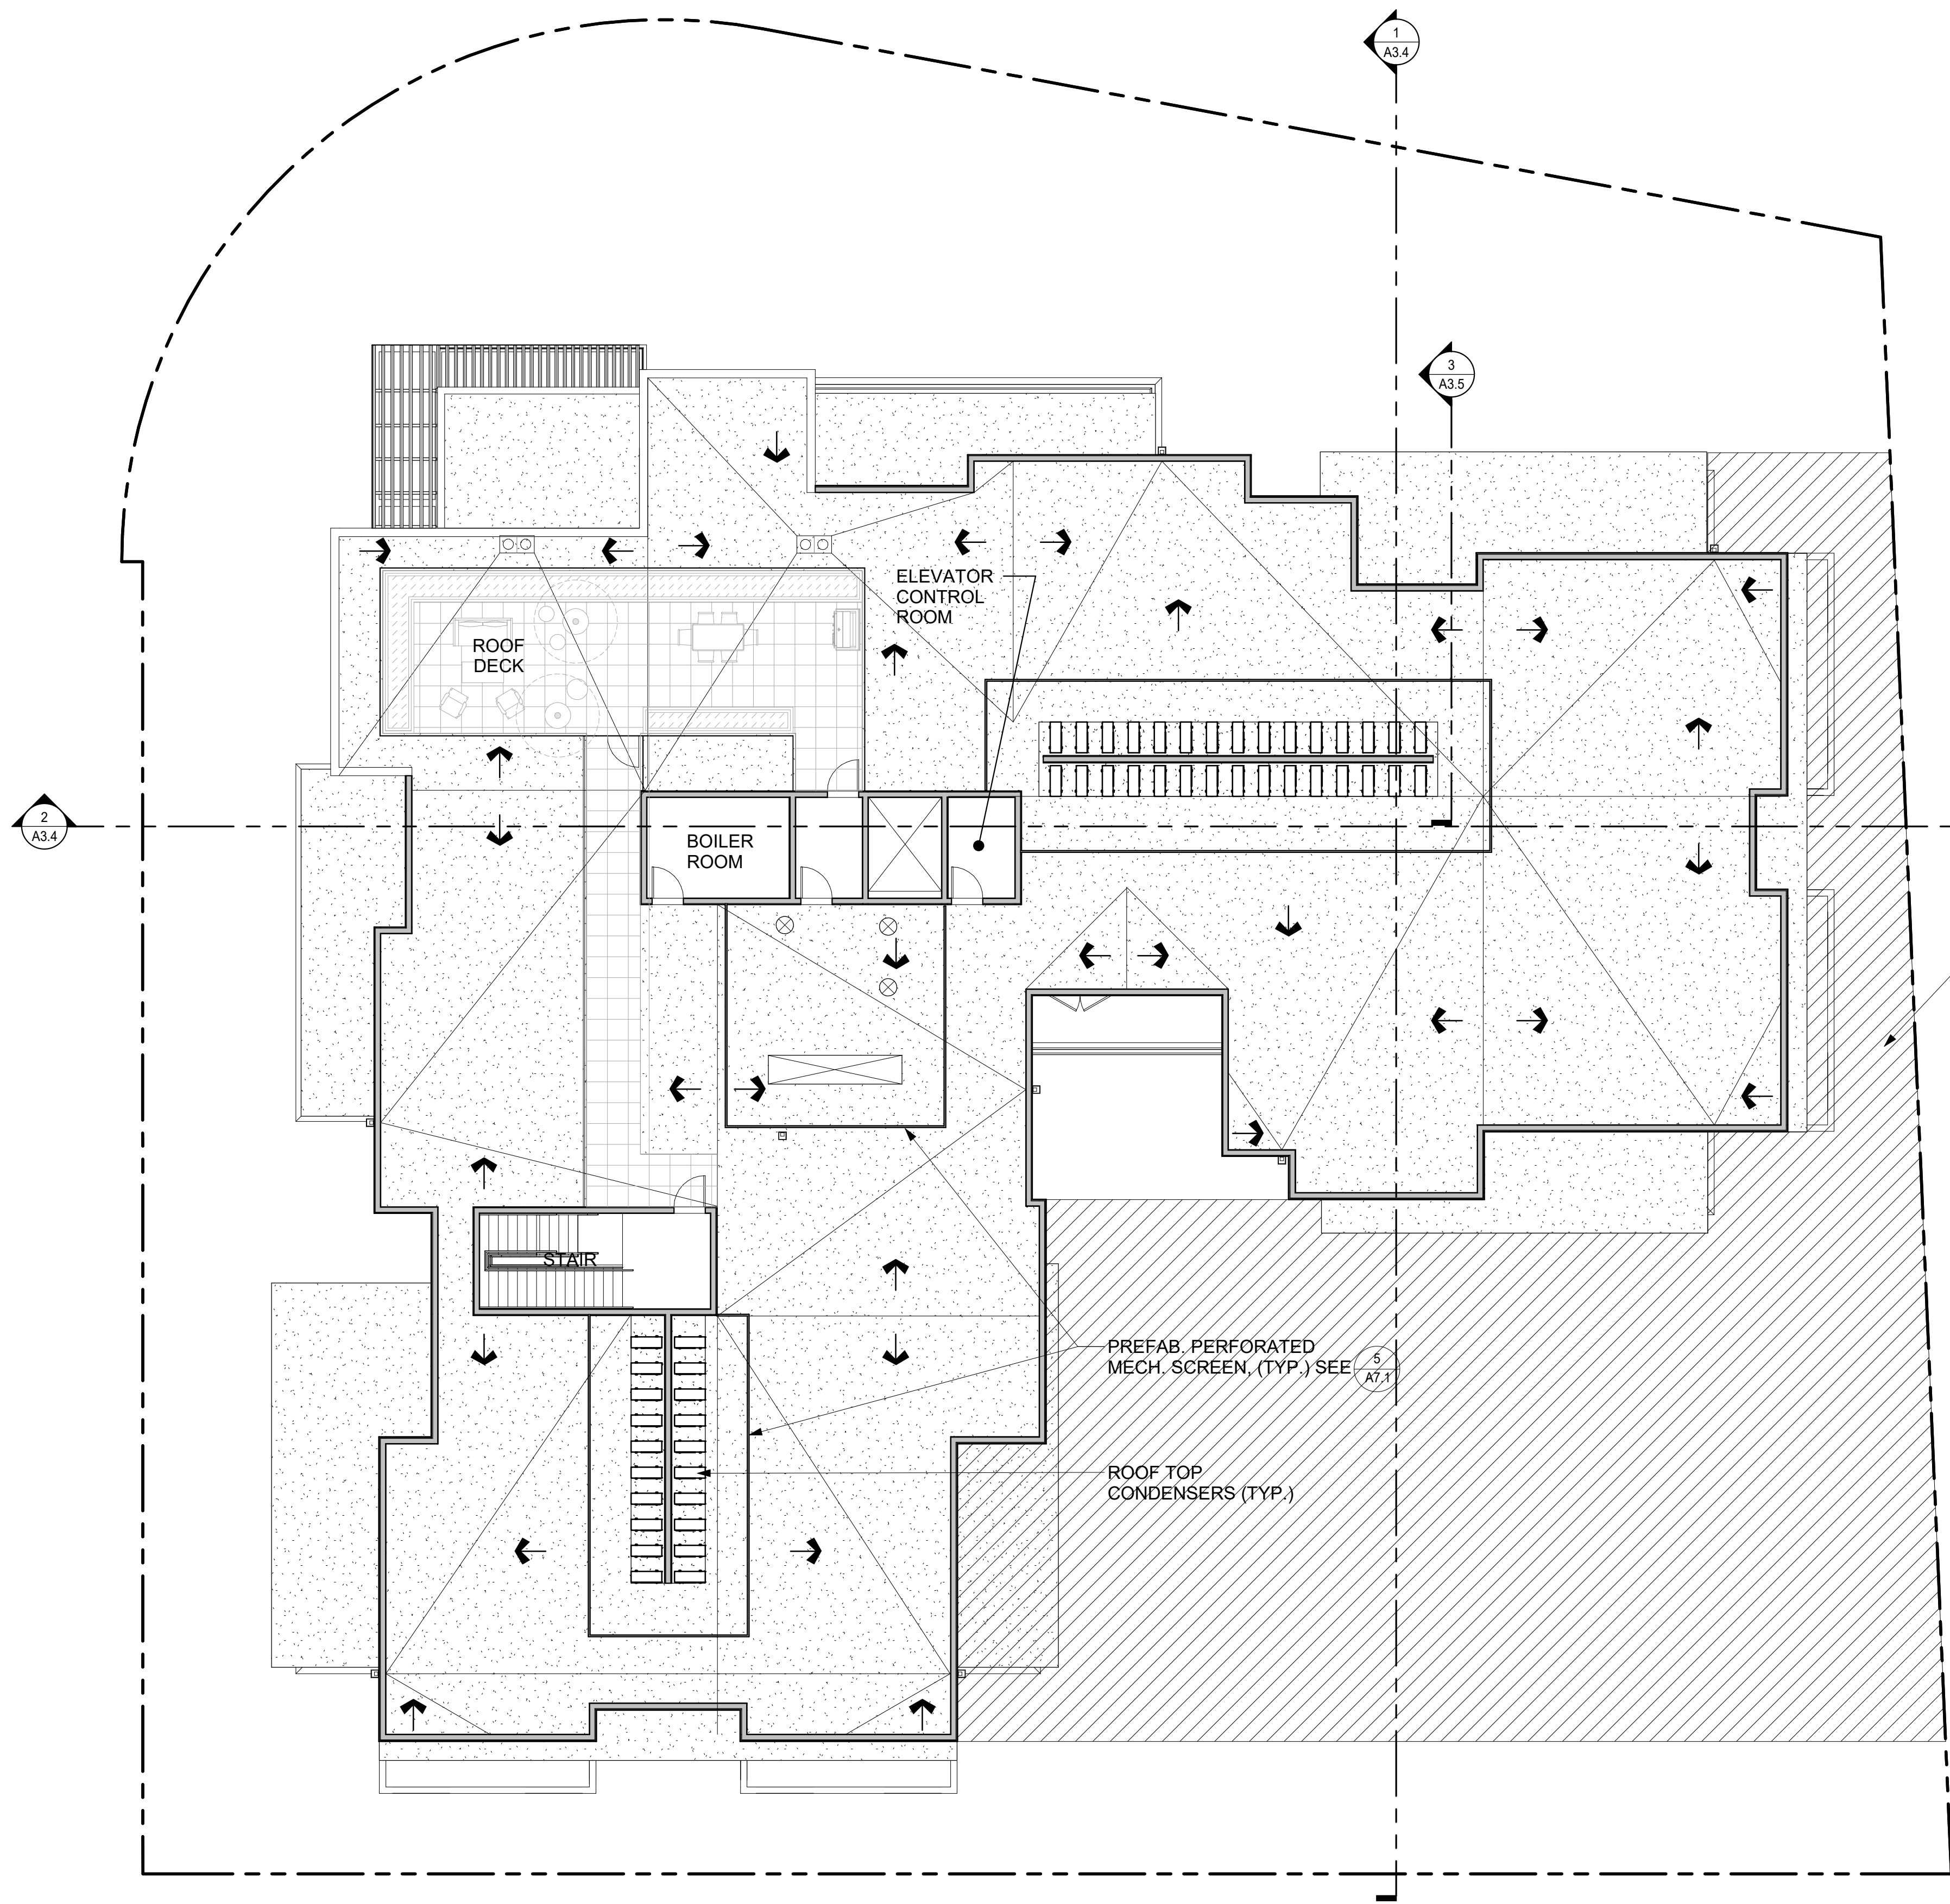 1
A3.4
3
A3.5
ELEVATOR
CONTROL
ROOM
ROOF
DECK
2
A3.4
BOILER
ROOM
STAIR
PREFAB. PERFORATED
MECH. SCREEN, (TYP.) SEE
5
A7.1
ROOF TOP
CONDENSERS (TYP.)